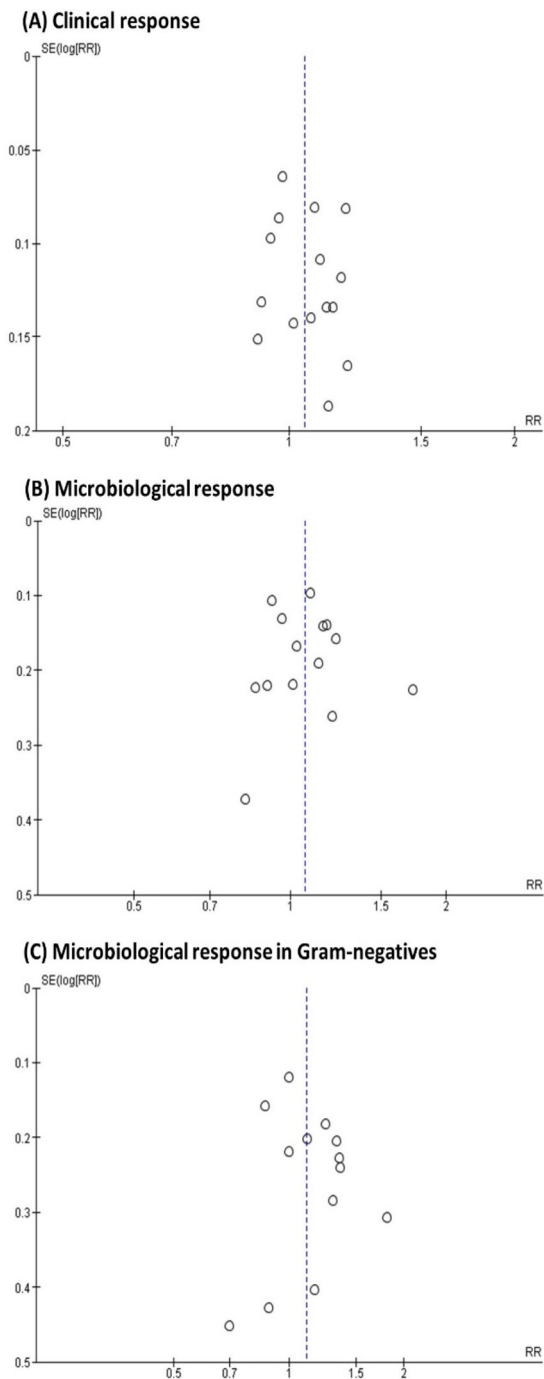 (A) Clinical response
SE(log[RR])
0
0.05
0.1
0.15
0.2
RR
0.5 0.7 1 1.5 2
(B) Microbiological response
SE(log[RR])
0
0.1
0.2
0.3
0.4
0.5
RR
0.5 0.7 1 1.5 2
(C) Microbiological response in Gram-negatives
SE(log[RR])
0
0.1
0.2
0.3
0.4
0.5
RR
0.5 0.7 1 1.5 2